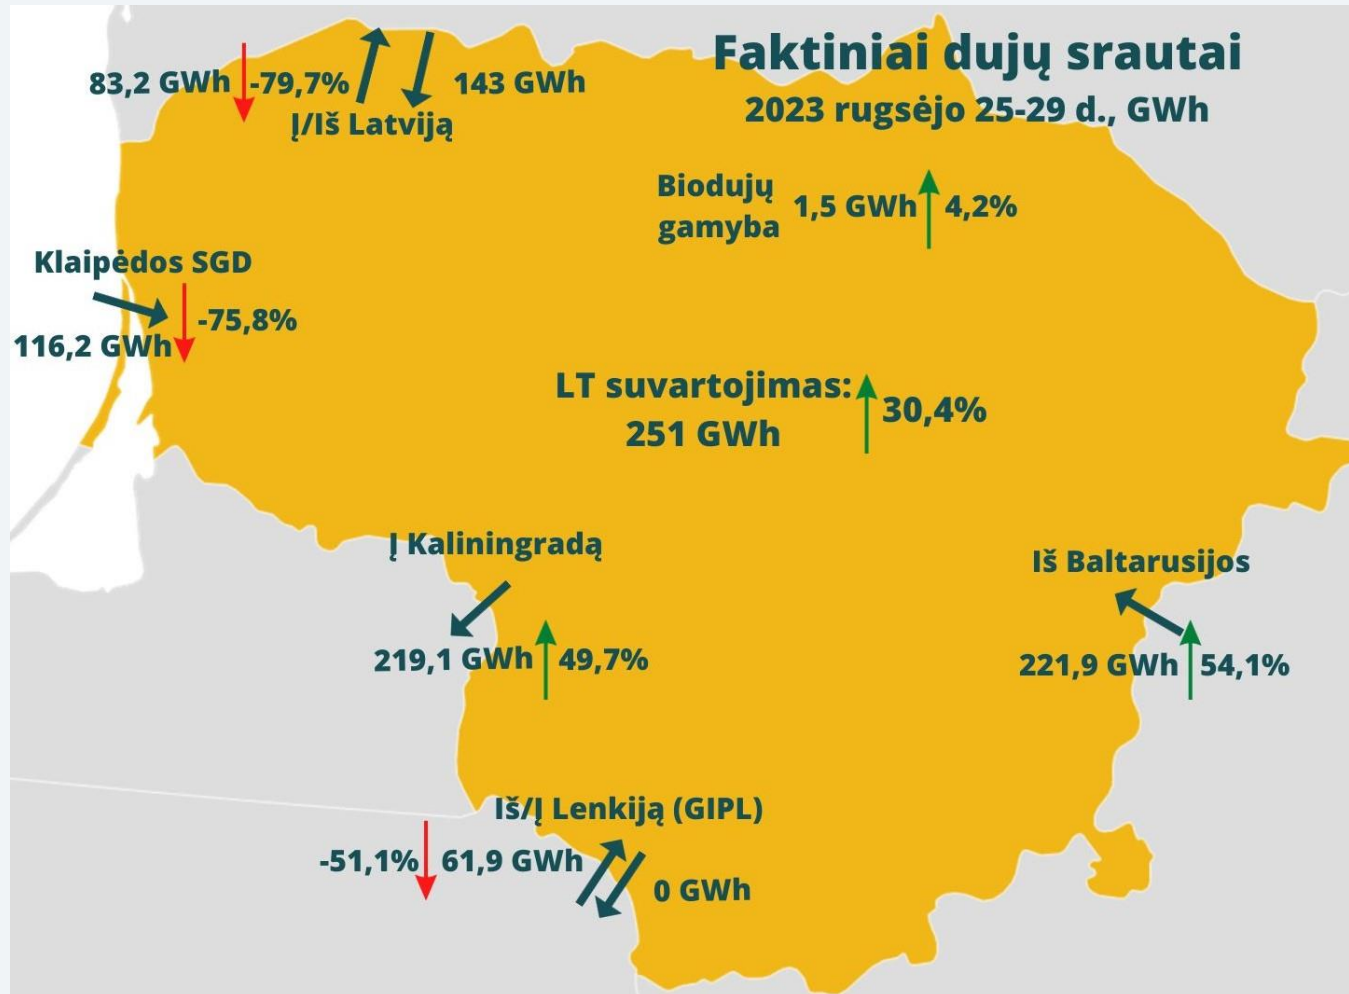 Faktiniai dujų srautai
2023 rugsėjo 25-29 d., GWh
83,2 GWh -79,7% 143 GWh
Į/Iš Latviją
Biodujų
gamyba
1,5 GWh 4,2%
Klaipėdos SGD
-75,8%
116,2 GWh
LT suvartojimas:
251 GWh
30,4%
Į Kaliningradą
219,1 GWh 49,7%
Iš Baltarusijos
221,9 GWh 54,1%
Iš/Į Lenkiją (GIPL)
-51,1% 61,9 GWh
0 GWh